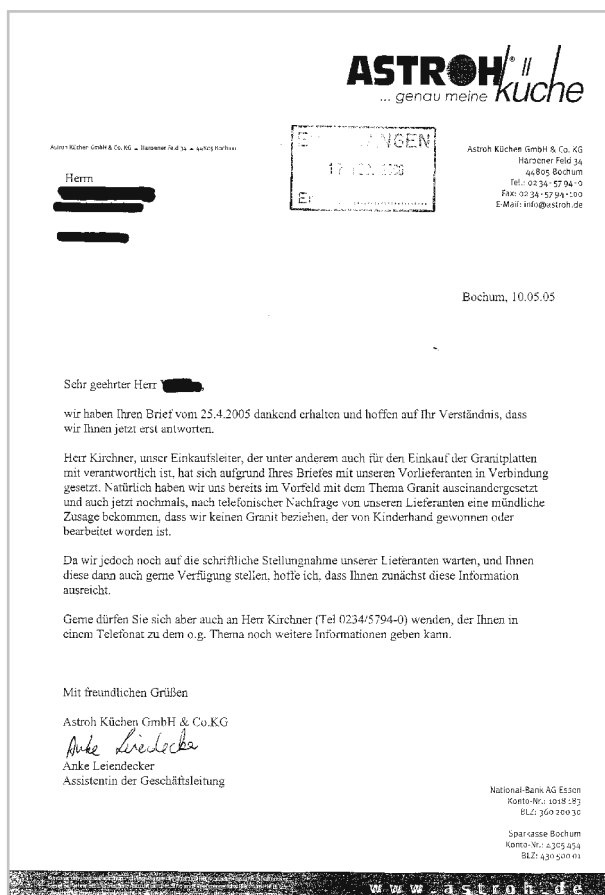 ASTROH küche
... genau meine
Astroh Küchen GmbH & Co. KG Harpener Feld 34 44805 Bochum
NGEN
17
Astroh Küchen GmbH & Co. KG
Harpener Feld 34
44805 Bochum
Tel.: 0234-5794-0
Fax: 0234-5794-100
E-Mail: info@astroh.de
Herrn
Bochum, 10.05.05
Sehr geehrter Herr
wir haben Ihren Brief vom 25.4.2005 dankend erhalten und hoffen auf Ihr Verständnis, dass
wir Ihnen jetzt erst antworten.
Herr Kirchner, unser Einkaufsleiter, der unter anderem auch für den Einkauf der Granitplatten
mit verantwortlich ist, hat sich aufgrund Ihres Briefes mit unseren Vorlieferanten in Verbindung
gesetzt. Natürlich haben wir uns bereits im Vorfeld mit dem Thema Granit auseinandergesetzt
und auch jetzt nochmals, nach telefonischer Nachfrage von unseren Lieferanten eine mündliche
Zusage bekommen, dass wir keinen Granit beziehen, der von Kinderhand gewonnen oder
bearbeitet worden ist.
Da wir jedoch noch auf die schriftliche Stellungnahme unserer Lieferanten warten, und Ihnen
diese dann auch gerne Verfügung stellen, hoffe ich, dass Ihnen zunächst diese Information
ausreicht.
Gerne dürfen Sie sich aber auch an Herr Kirchner (Tel 0234/5794-0) wenden, der Ihnen in
einem Telefonat zu dem o.g. Thema noch weitere Informationen geben kann.
Mit freundlichen Grüßen
Astroh Küchen GmbH & Co.KG
Anke Leiendecker
Anke Leiendecker
Assistentin der Geschäftsleitung
National-Bank AG Essen
Konto-Nr.: 1018 183
BLZ: 360 200 30
Sparkasse Bochum
Konto-Nr.: 4305 454
BLZ: 430 500 01
www.astroh.de